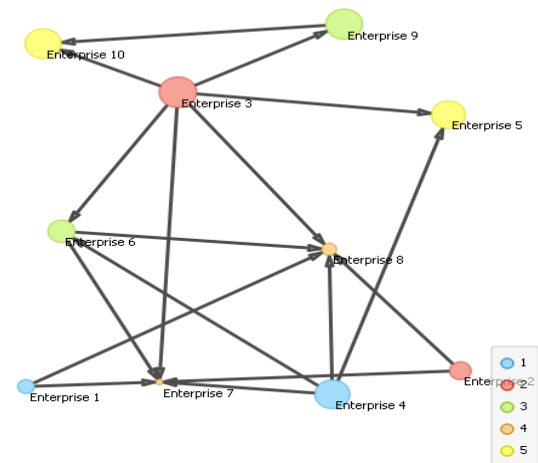 Enterprise 9
Enterprise 10
Enterprise 3
Enterprise 5
Enterprise 6
Enterprise 8
Enterprise 2
Enterprise 1
Enterprise 7
Enterprise 4
1
2
3
4
5